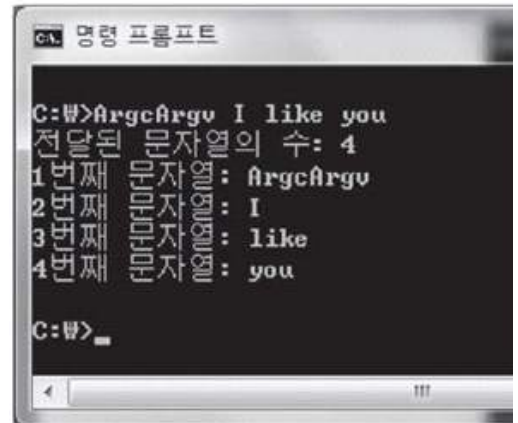 명령 프롬프트
C:₩>ArgcArgv I like you
전달된 문자열의 수: 4
1번째 문자열: ArgcArgv
2번째 문자열: I
3번째 문자열: like
4번째 문자열: you
C:₩>_